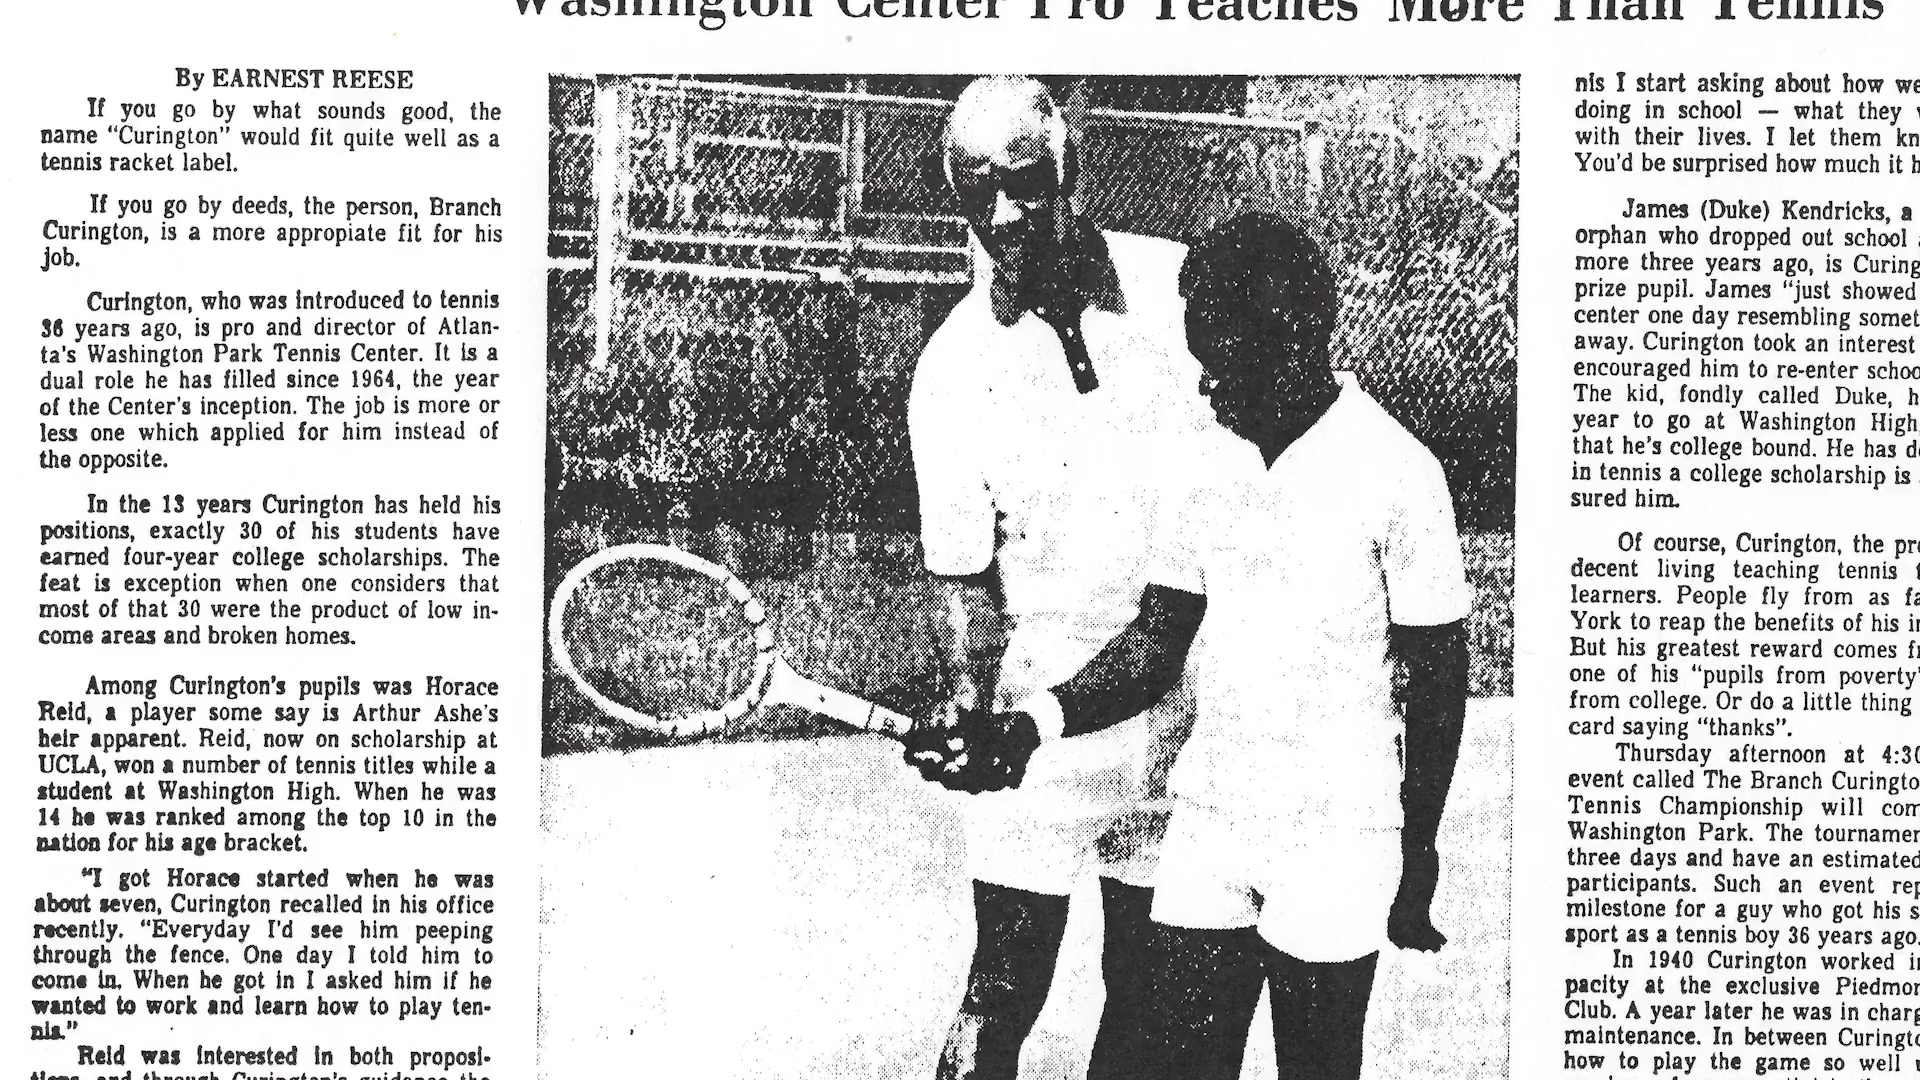 Washington Center Pro Teaches More Than Tennis
By EARNEST REESE
If you go by what sounds good, the
name "Curington" would fit quite well as a
tennis racket label.
If you go by deeds, the person, Branch
Curington, is a more appropiate fit for his
job.
Curington, who was introduced to tennis
36 years ago, is pro and director of Atlan-
ta's Washington Park Tennis Center. It is a
dual role he has filled since 1964, the year
of the Center's inception. The job is more or
less one which applied for him instead of
the opposite.
In the 13 years Curington has held his
positions, exactly 30 of his students have
earned four-year college scholarships. The
feat is exception when one considers that
most of that 30 were the product of low in-
come areas and broken homes.
Among Curington's pupils was Horace
Reid, a player some say is Arthur Ashe's
heir apparent. Reid, now on scholarship at
UCLA, won a number of tennis titles while a
student at Washington High. When he was
14 he was ranked among the top 10 in the
nation for his age bracket.
"I got Horace started when he was
about seven, Curington recalled in his office
recently. "Everyday I'd see him peeping
through the fence. One day I told him to
come in. When he got in I asked him if he
wanted to work and learn how to play ten-
nis."
Reid was interested in both proposi-
tions, and through Curington's guidance the
nis I start asking about how we
doing in school — what they
with their lives. I let them
You'd be surprised how much it
James (Duke) Kendricks, a
orphan who dropped out school
more three years ago, is
prize pupil. James "just showed
center one day resembling
away. Curington took an interest
encouraged him to re-enter
The kid, fondly called Duke,
year to go at Washington High,
that he's college bound. He has
in tennis a college scholarship is
sured him.
Of course, Curington, the
decent living teaching tennis
learners. People fly from as
York to reap the benefits of his
But his greatest reward comes
one of his "pupils from poverty"
from college. Or do a little thing
card saying "thanks".
Thursday afternoon at
event called The Branch
Tennis Championship will
Washington Park. The
three days and have an estimated
participants. Such an event
milestone for a guy who got his
sport as a tennis boy 36 years ago.
In 1940 Curington worked
pacity at the exclusive
Club. A year later he was in
maintenance. In between
how to play the game so well